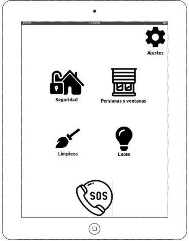 Ajustes
Seguridad
Persianas y ventanas
Limpieza
Luces
SOS